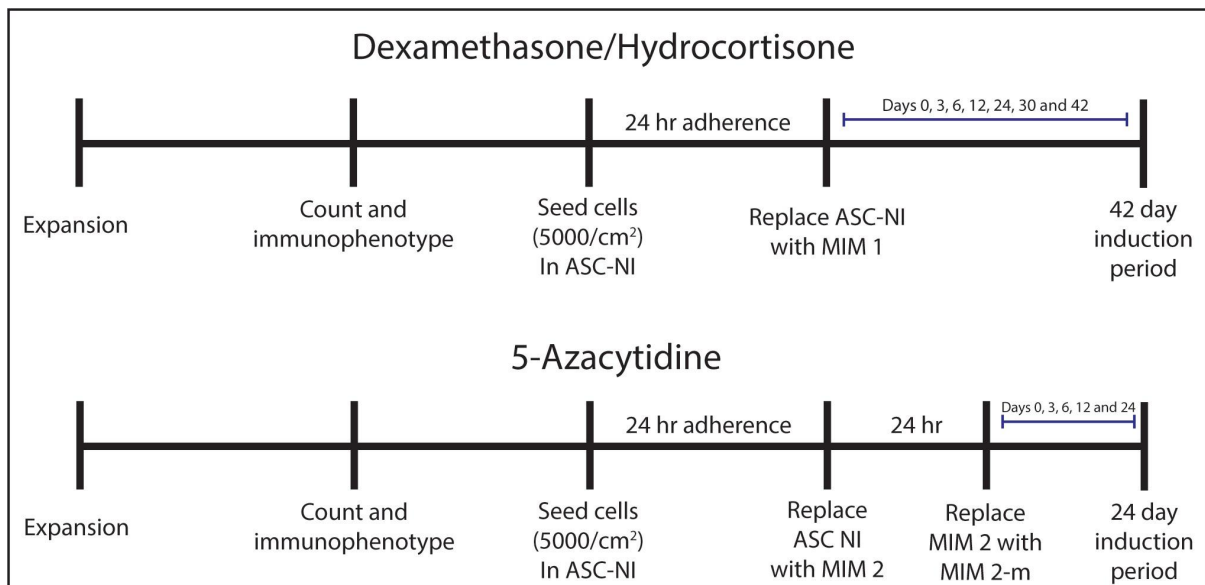 Dexamethasone/Hydrocortisone
24 hr adherence
Days 0, 3, 6, 12, 24, 30 and 42
Expansion
Count and
immunophenotype
Seed cells
(5000/cm²)
In ASC-NI
Replace ASC-NI
with MIM 1
42 day
induction
period
5-Azacytidine
24 hr adherence
24 hr
Days 0, 3, 6, 12 and 24
Expansion
Count and
immunophenotype
Seed cells
(5000/cm²)
In ASC-NI
Replace
ASC NI
with MIM 2
Replace
MIM 2 with
MIM 2-m
24 day
induction
period